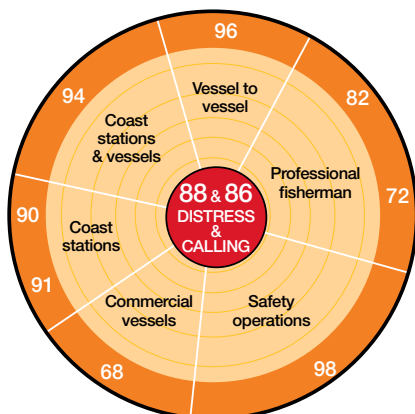 96
82
72
98
68
91
90
94
Vessel to
vessel
Professional
fisherman
Safety
operations
Commercial
vessels
Coast
stations
Coast
stations
& vessels
88 & 86
DISTRESS
&
CALLING